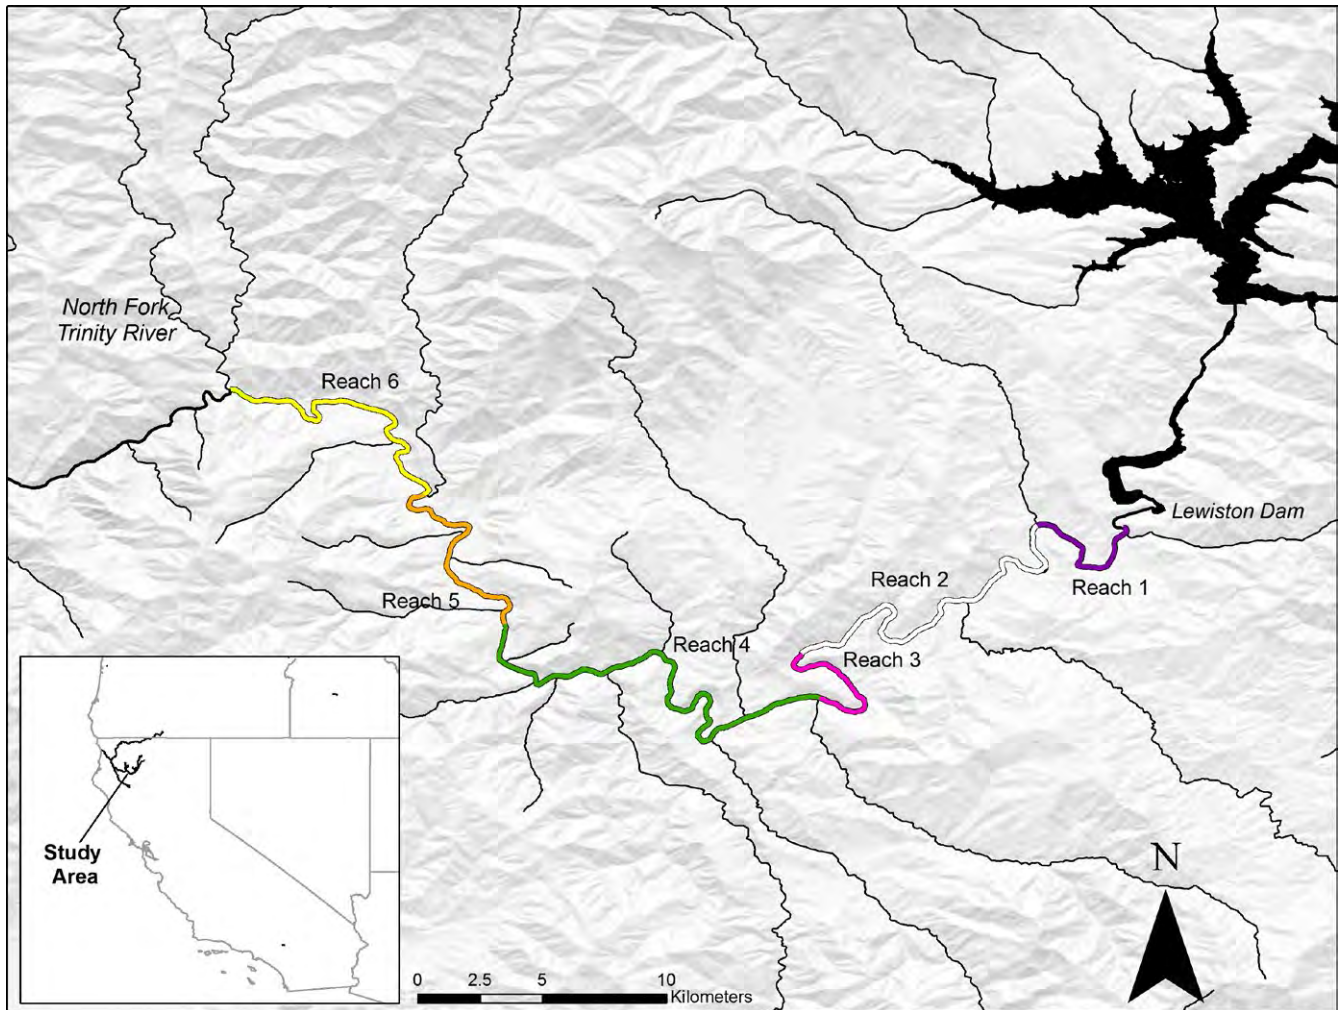 North Fork
Trinity River
Reach 6
Lewiston Dam
Reach 2
Reach 1
Reach 5
Reach 4
Reach 3
Study
Area
N
0 2.5 5 10
Kilometers